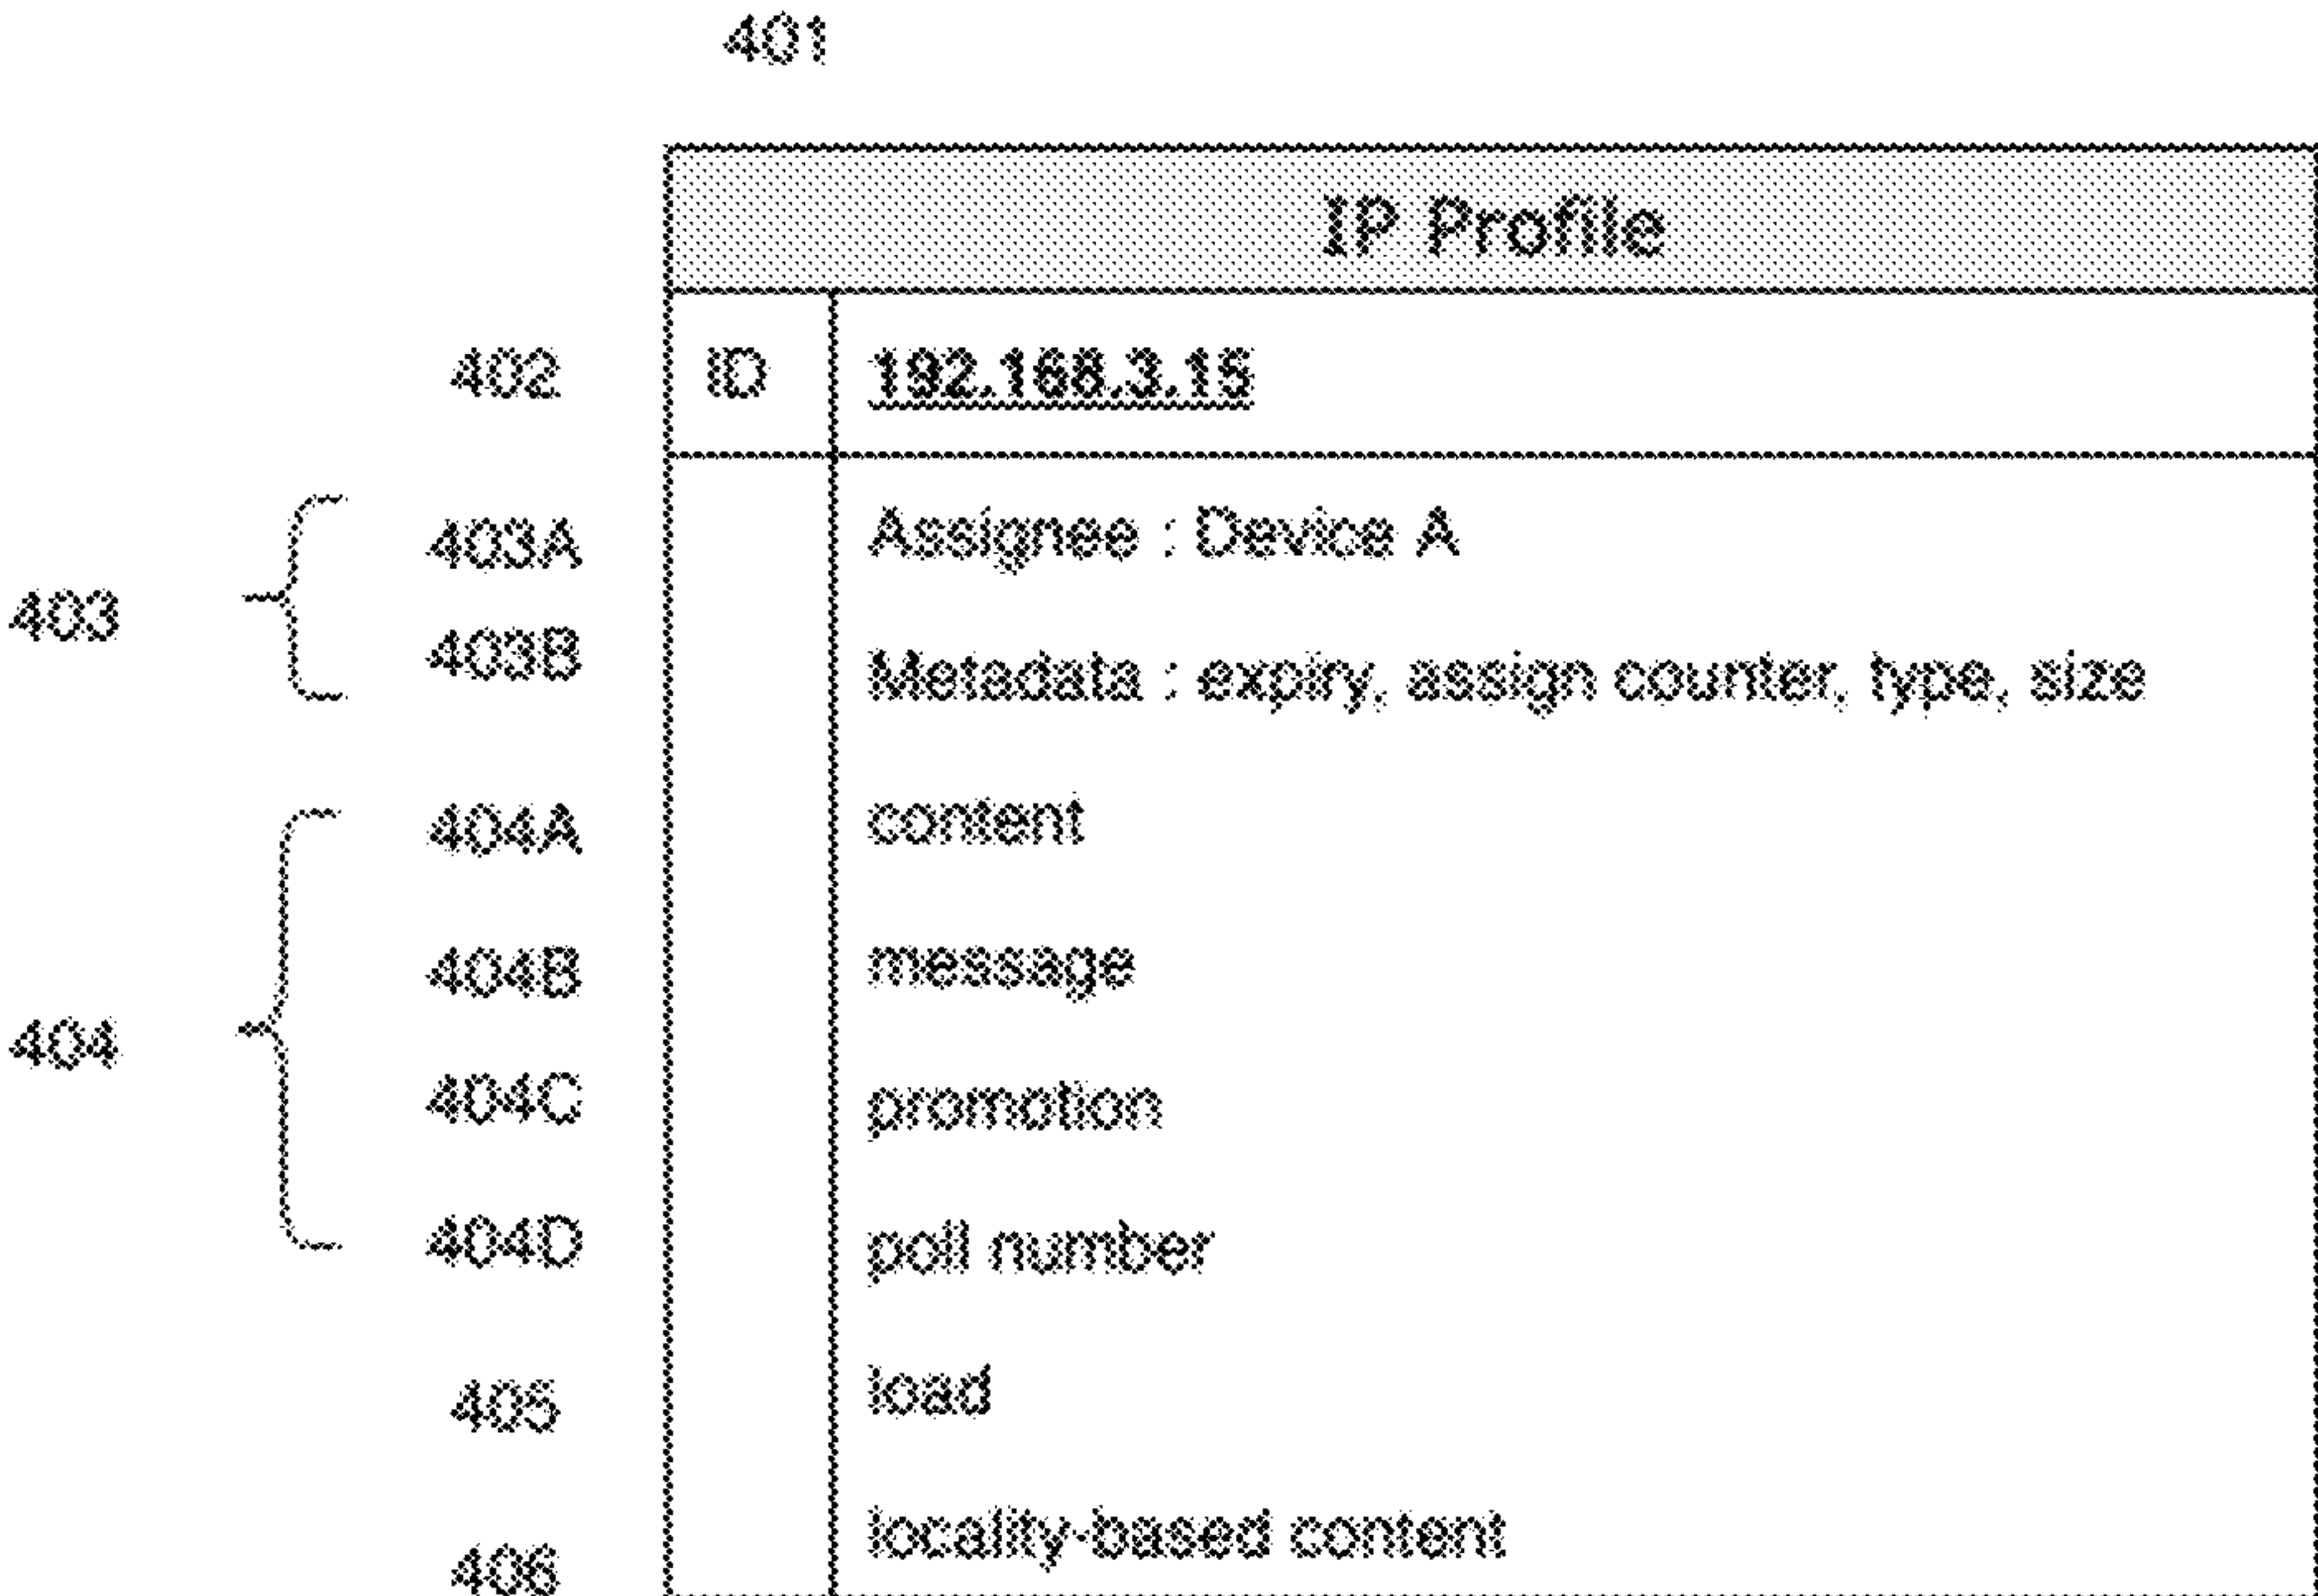 401
IP Profile
402 ID 192.168.3.15
403A Assignee : Device A
403
403B Metadata : expiry, assign counter, type, size
404A content
404B message
404
404C promotion
404D poll number
405 load
406 locality-based content